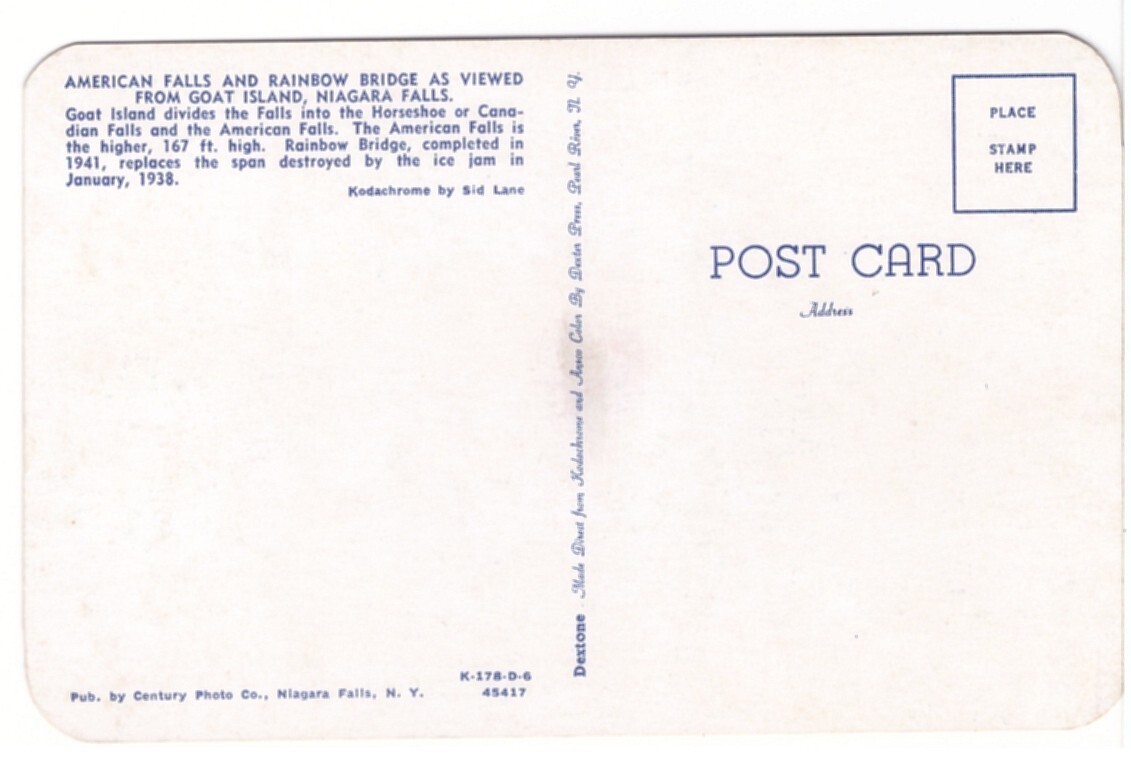 AMERICAN FALLS AND RAINBOW BRIDGE AS VIEWED
FROM GOAT ISLAND, NIAGARA FALLS.
Goat Island divides the Falls into the Horseshoe or Cana-
dian Falls and the American Falls. The American Falls is
the higher, 167 ft. high. Rainbow Bridge, completed in
1941, replaces the span destroyed by the ice jam in
January, 1938.
Kodachrome by Sid Lane
K-178-D-6
Pub. by Century Photo Co., Niagara Falls, N. Y. 45417
Dextone Made Direct from Kodachrome and Ansco Color By Dexter Press, Pearl River, N. Y.
PLACE
STAMP
HERE
POST CARD
Address